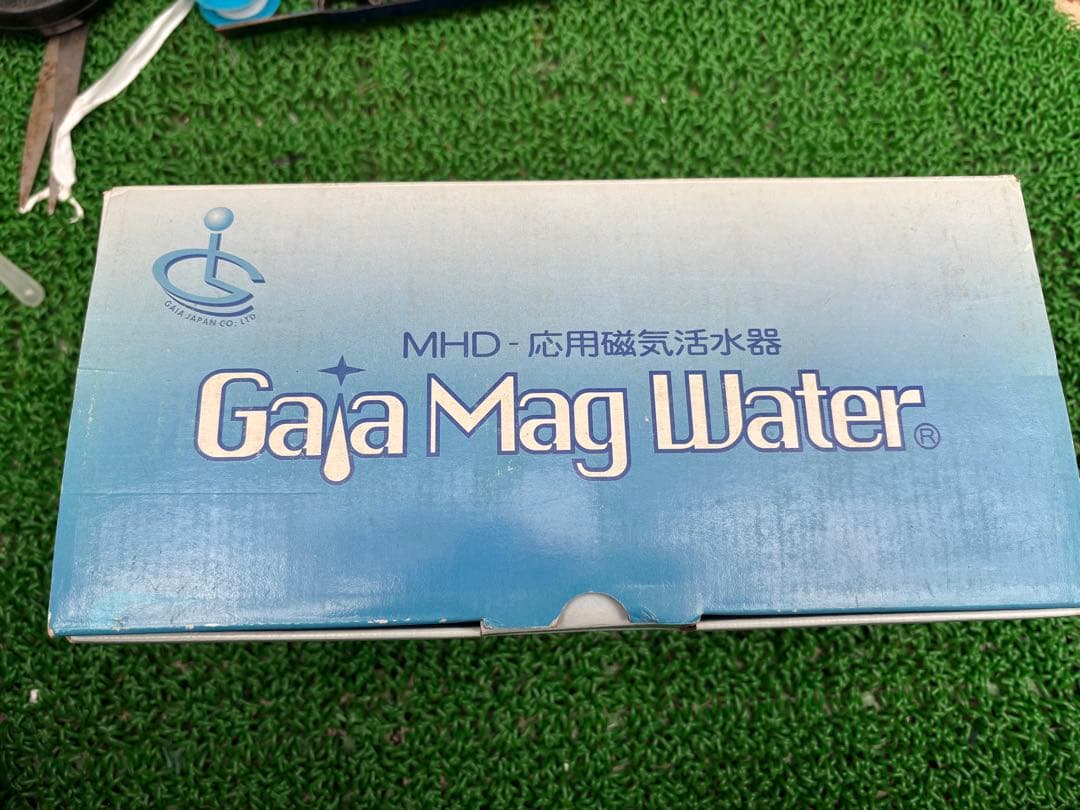 GAIA JAPAN CO; LTD
MHD - 応用磁気活水器
Gaia Mag Water®